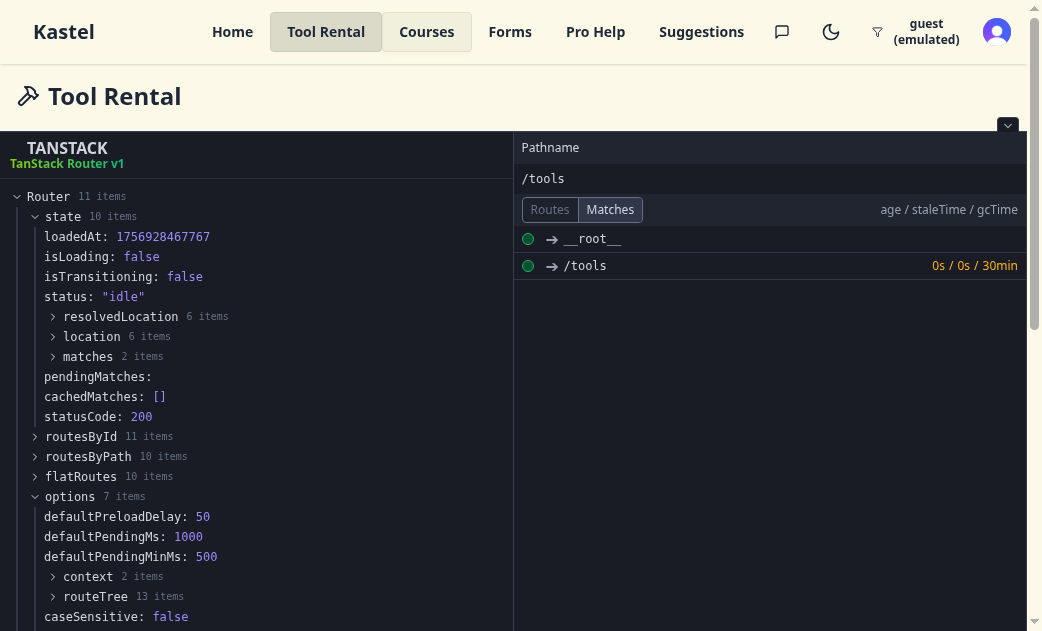 Kastel
Home
Tool Rental
Courses
Forms
Pro Help
Suggestions
guest
(emulated)
Tool Rental
TANSTACK
TanStack Router v1
Router 11 items
state 10 items
loadedAt: 1756928467767
isLoading: false
isTransitioning: false
status: "idle"
resolvedLocation 6 items
location 6 items
matches 2 items
pendingMatches:
cachedMatches: []
statusCode: 200
routesById 11 items
routesByPath 10 items
flatRoutes 10 items
options 7 items
defaultPreloadDelay: 50
defaultPendingMs: 1000
defaultPendingMinMs: 500
context 2 items
routeTree 13 items
caseSensitive: false
Pathname
/tools
Routes
Matches
age / staleTime / gcTime
__root__
/tools
0s / 0s / 30min